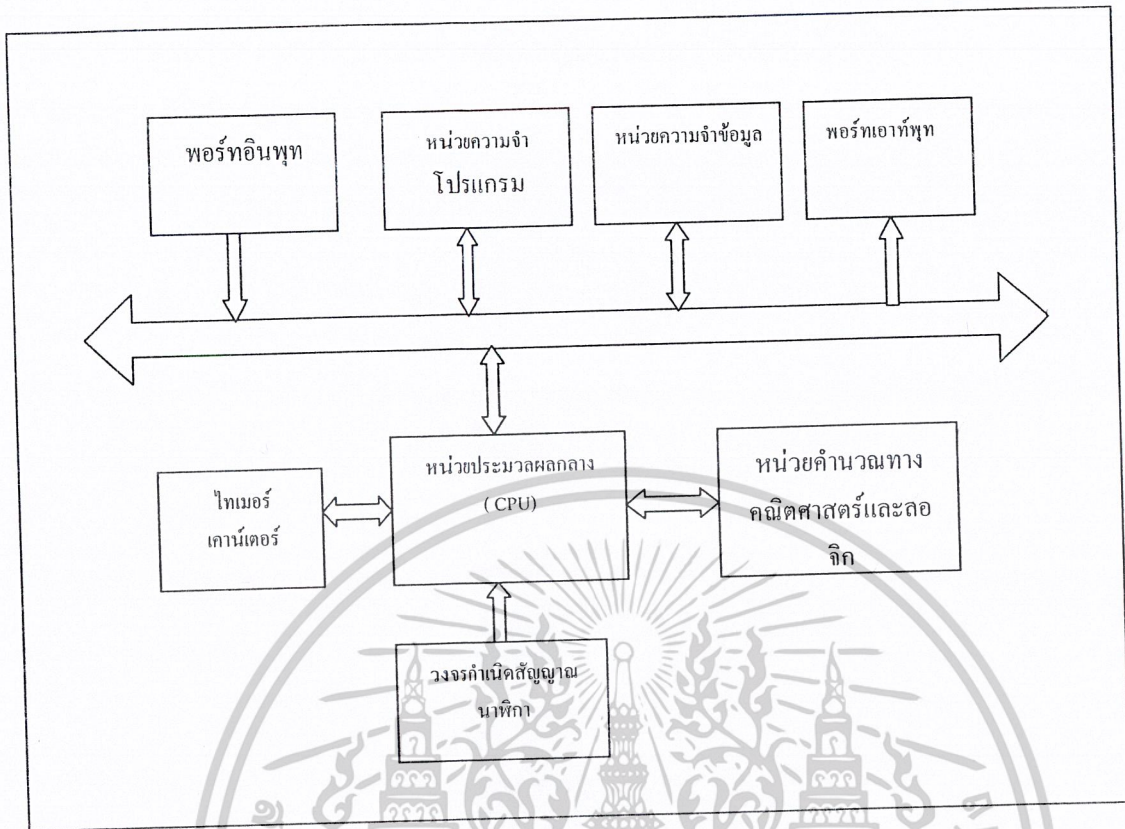 พอร์ทอินพุท
หน่วยความจำ
โปรแกรม
หน่วยความจำข้อมูล
พอร์ทเอาท์พุท
ไทเมอร์
เคาน์เตอร์
หน่วยประมวลผลกลาง
( CPU)
หน่วยคำนวณทาง
คณิตศาสตร์และลอ
จิก
วงจรกำเนิดสัญญาณ
นาฬิกา